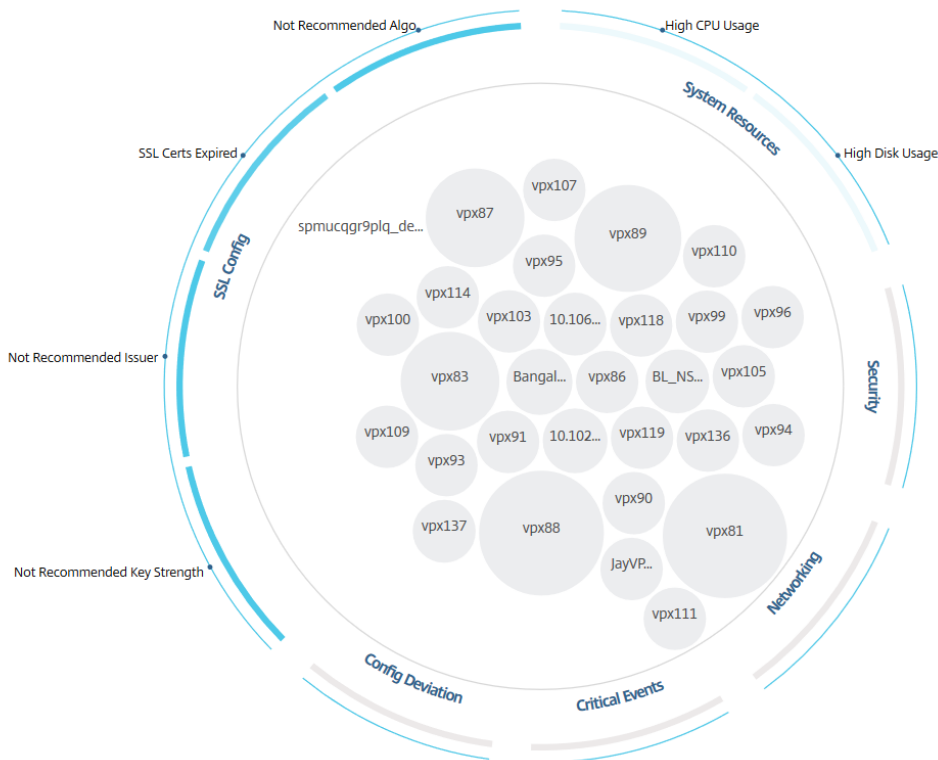 Not Recommended Algo
High CPU Usage
System Resources
SSL Certs Expired
High Disk Usage
vpx107
vpx87
spmucqgr9plq_de...
vpx89
vpx110
vpx95
SSL Config
vpx114
vpx100
vpx103
10.106...
vpx118
vpx99
vpx96
Not Recommended Issuer
vpx83
Bangal...
vpx86
BL_NS...
vpx105
Security
vpx109
vpx93
vpx91
10.102...
vpx119
vpx136
vpx94
vpx90
vpx137
vpx88
vpx81
JayVP...
Not Recommended Key Strength
Networking
vpx111
Config Deviation
Critical Events